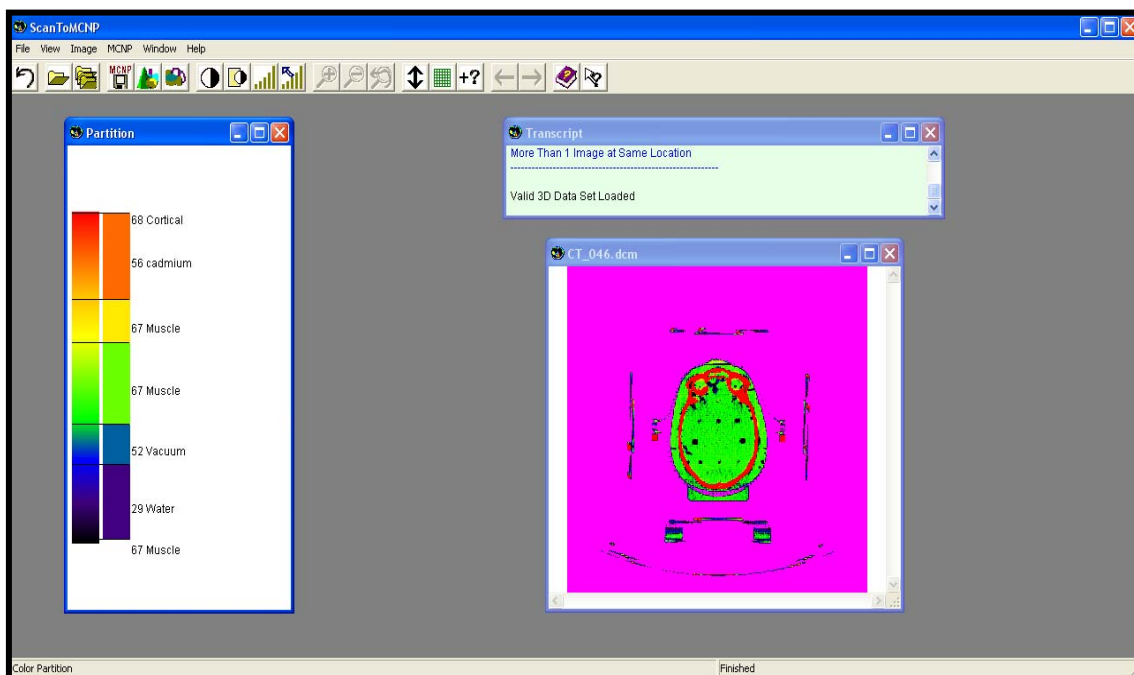 ScanToMCNP
File View Image MCNP Window Help
MCNP
+?
Partition
68 Cortical
56 cadmium
67 Muscle
67 Muscle
52 Vacuum
29 Water
67 Muscle
Transcript
More Than 1 Image at Same Location
------------------------------------------------------------
Valid 3D Data Set Loaded
CT_046.dcm
Color Partition
Finished